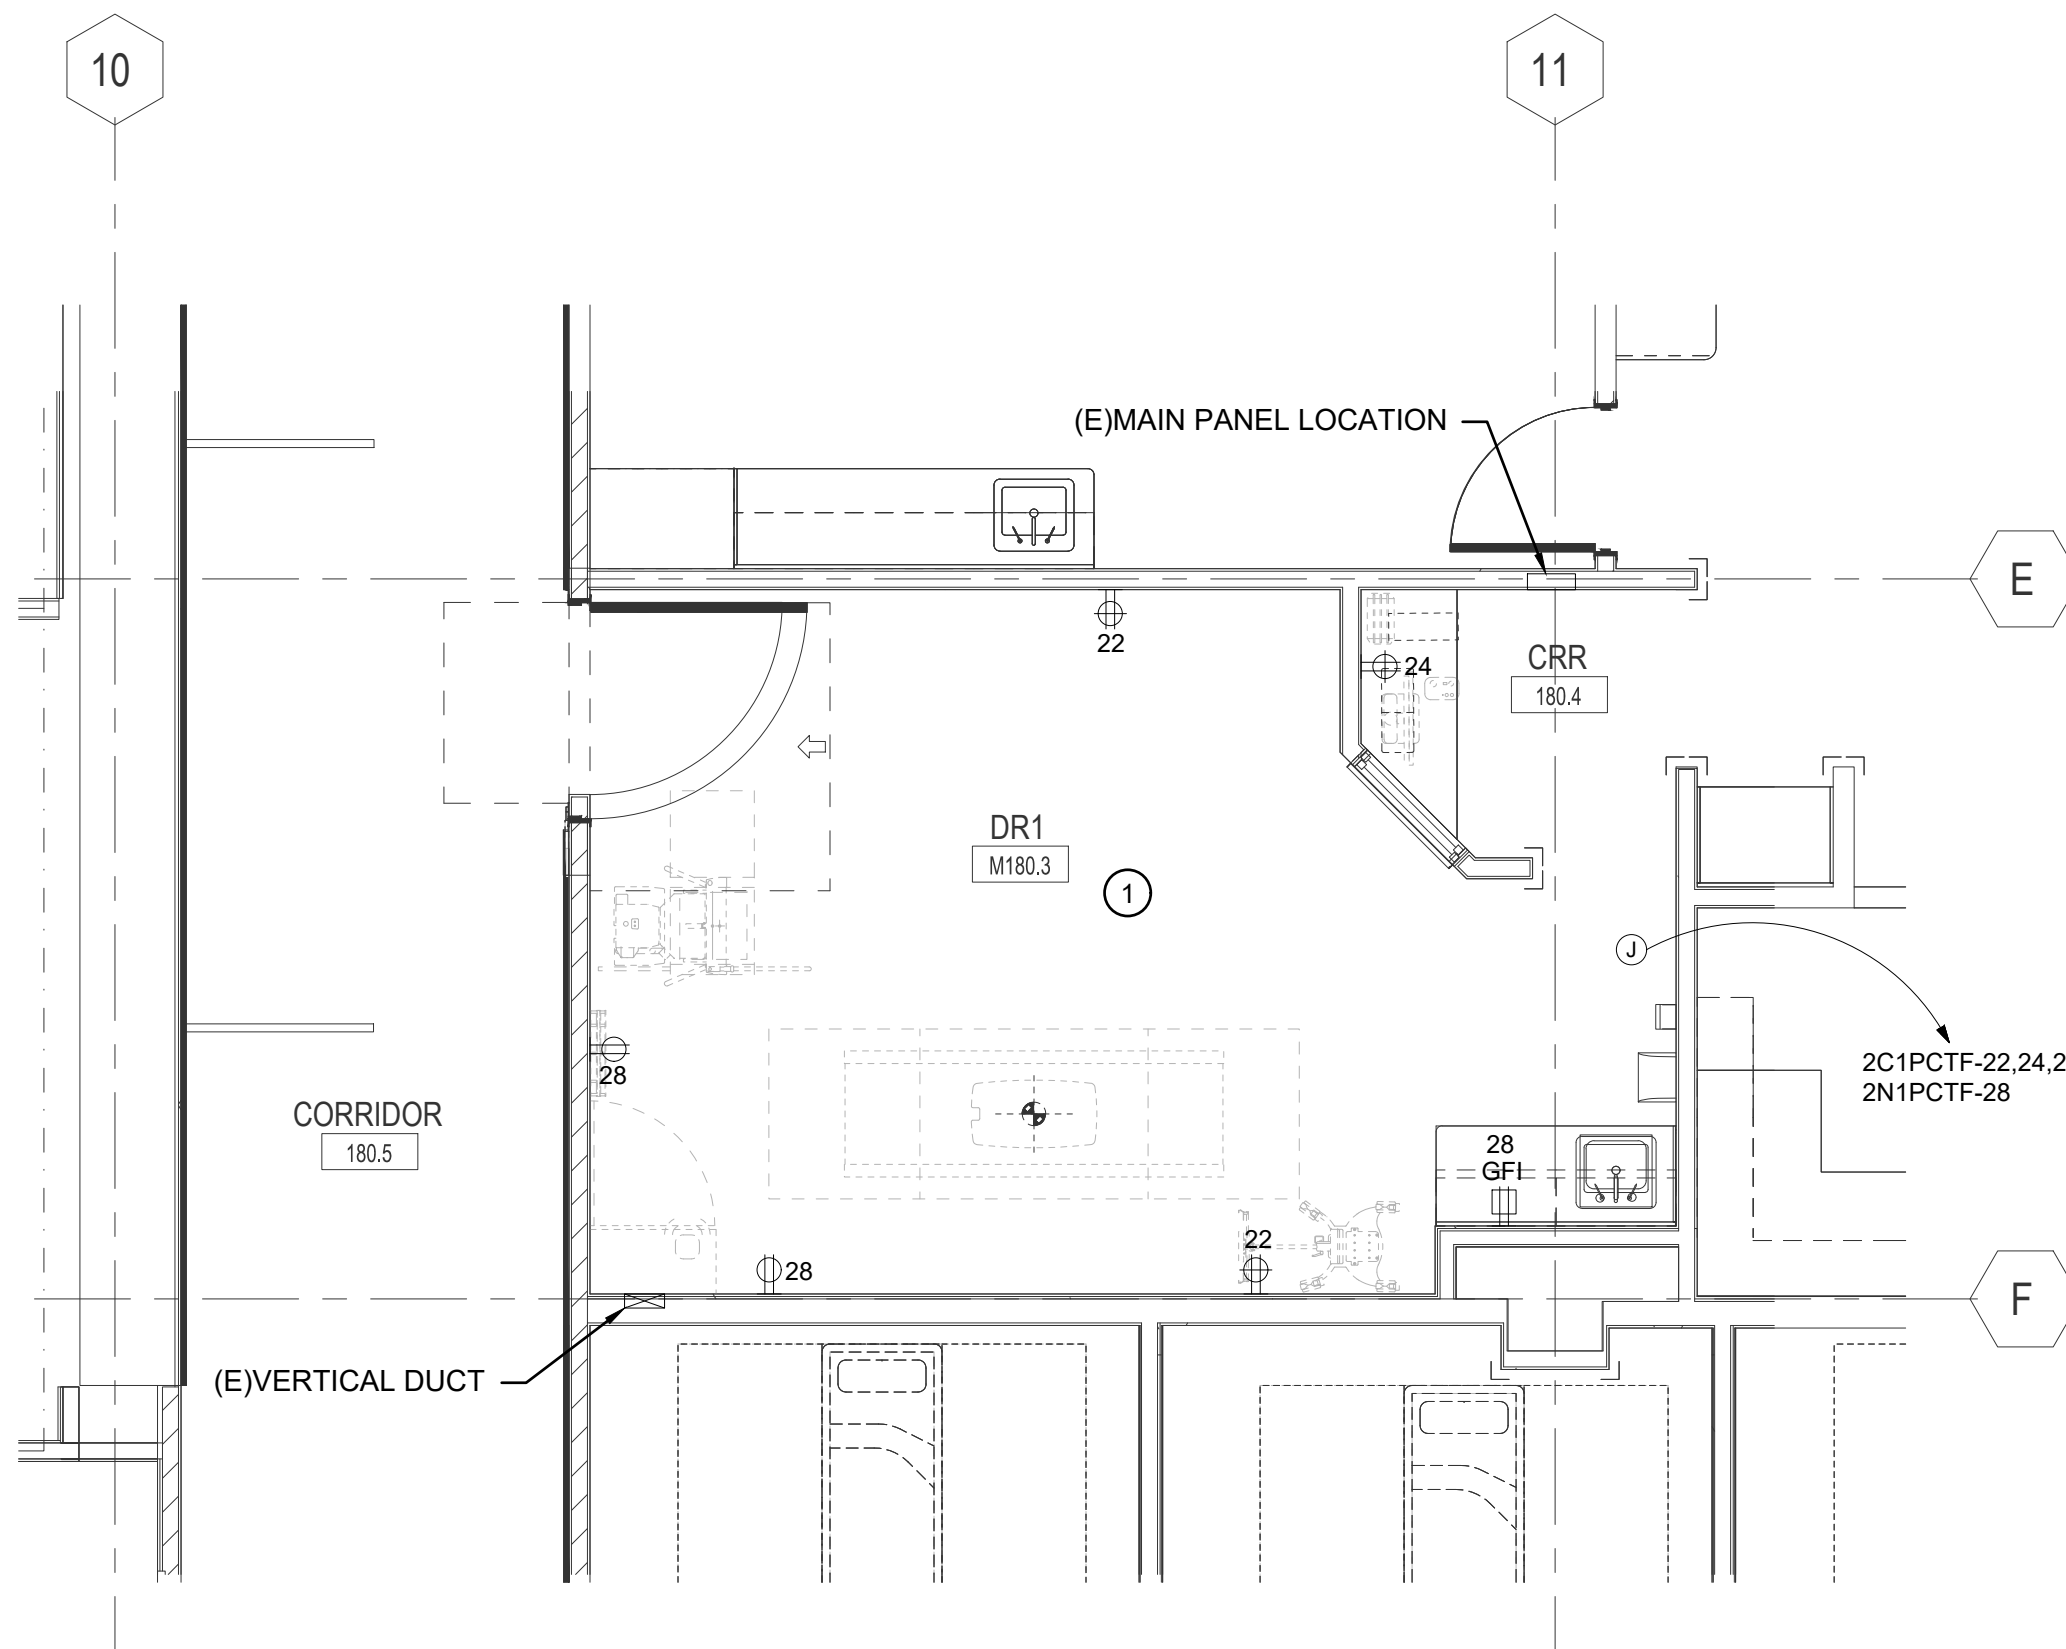 10
11
(E)MAIN PANEL LOCATION
E
22
24
CRR
180.4
DR1
M180.3
1
J
28
2C1PCTF-22,24,2
2N1PCTF-28
CORRIDOR
180.5
28
GFI
22
28
F
(E)VERTICAL DUCT